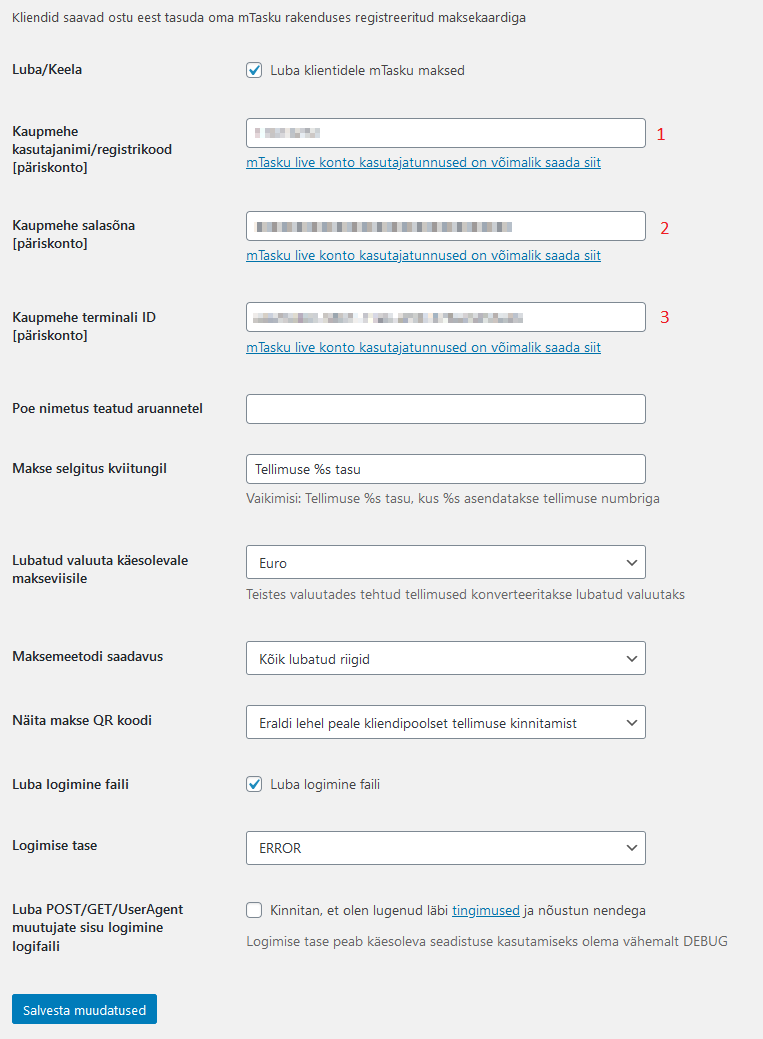 Kliendid saavad ostu eest tasuda oma mTasku rakenduses registreeritud maksekaardiga
Luba/Keela
Luba klientidele mTasku maksed
Kaupmehe
kasutajanimi/registrikood
[päriskonto]
1
mTasku live konto kasutajatunnused on võimalik saada siit
Kaupmehe salasõna
[päriskonto]
2
mTasku live konto kasutajatunnused on võimalik saada siit
Kaupmehe terminali ID
[päriskonto]
3
mTasku live konto kasutajatunnused on võimalik saada siit
Poe nimetus teatud aruannetel
Makse selgitus kviitungil
Tellimuse %s tasu
Vaikimisi: Tellimuse %s tasu, kus %s asendatakse tellimuse numbriga
Lubatud valuuta käesolevale
makseviisile
Euro
Teistes valuutades tehtud tellimused konverteeritakse lubatud valuutaks
Maksemeetodi saadavus
Kõik lubatud riigid
Näita makse QR koodi
Eraldi lehel peale kliendipoolset tellimuse kinnitamist
Luba logimine faili
Luba logimine faili
Logimise tase
ERROR
Luba POST/GET/UserAgent
muutujate sisu logimine
logifaili
Kinnitan, et olen lugenud läbi tingimused ja nõustun nendega
Logimise tase peab käesoleva seadistuse kasutamiseks olema vähemalt DEBUG
Salvesta muudatused